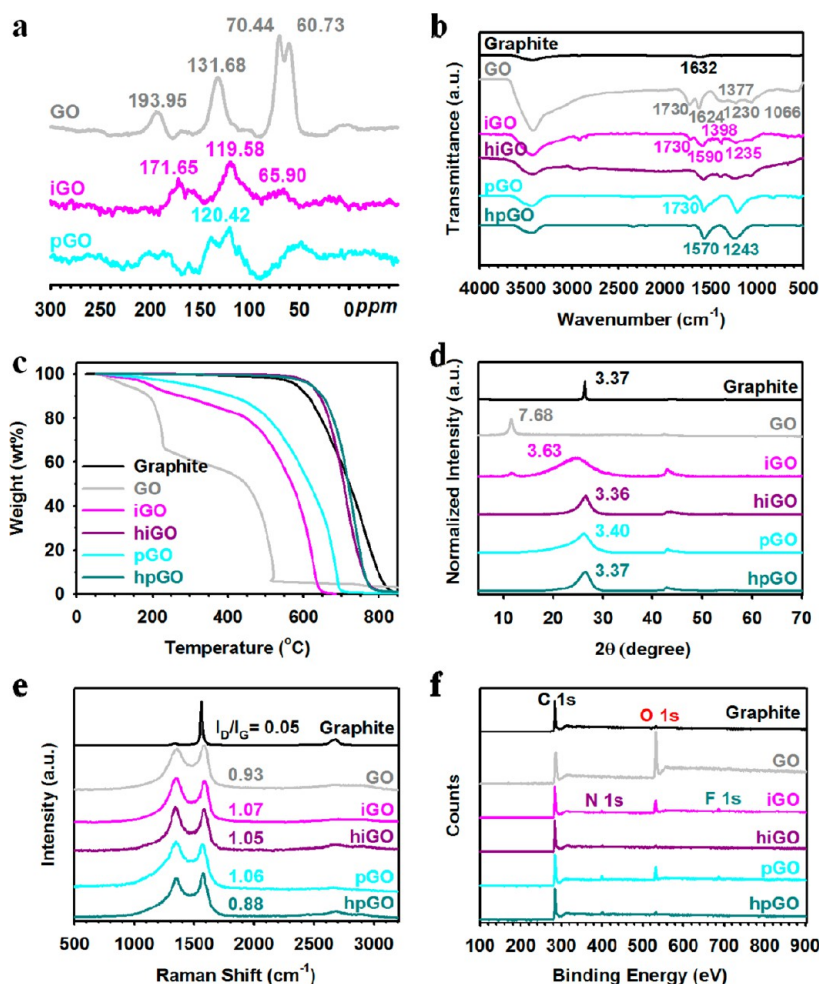 a
70.44 60.73
131.68
193.95
GO
119.58
171.65
65.90
iGO
120.42
pGO
300 250 200 150 100 50 0 ppm
b
Transmittance (a.u.)
Graphite
GO
1632
1377
1730 1624 1230 1066
iGO
1398
1730 1590 1235
hiGO
pGO
1730
hpGO
1570 1243
4000 3500 3000 2500 2000 1500 1000 500
Wavenumber (cm-1)
c
Weight (wt%)
100
80
60
40
20
0
Graphite
GO
iGO
hiGO
pGO
hpGO
0 200 400 600 800
Temperature (oC)
d
Normalized Intensity (a.u.)
3.37
Graphite
7.68
GO
3.63
iGO
3.36
hiGO
3.40
pGO
3.37
hpGO
10 20 30 40 50 60 70
2θ (degree)
e
Intensity (a.u.)
ID/IG= 0.05 Graphite
0.93 GO
1.07 iGO
1.05 hiGO
1.06 pGO
0.88 hpGO
500 1000 1500 2000 2500 3000
Raman Shift (cm-1)
f
Counts
C 1s
O 1s
Graphite
GO
N 1s F 1s iGO
hiGO
pGO
hpGO
100 200 300 400 500 600 700 800 900
Binding Energy (eV)